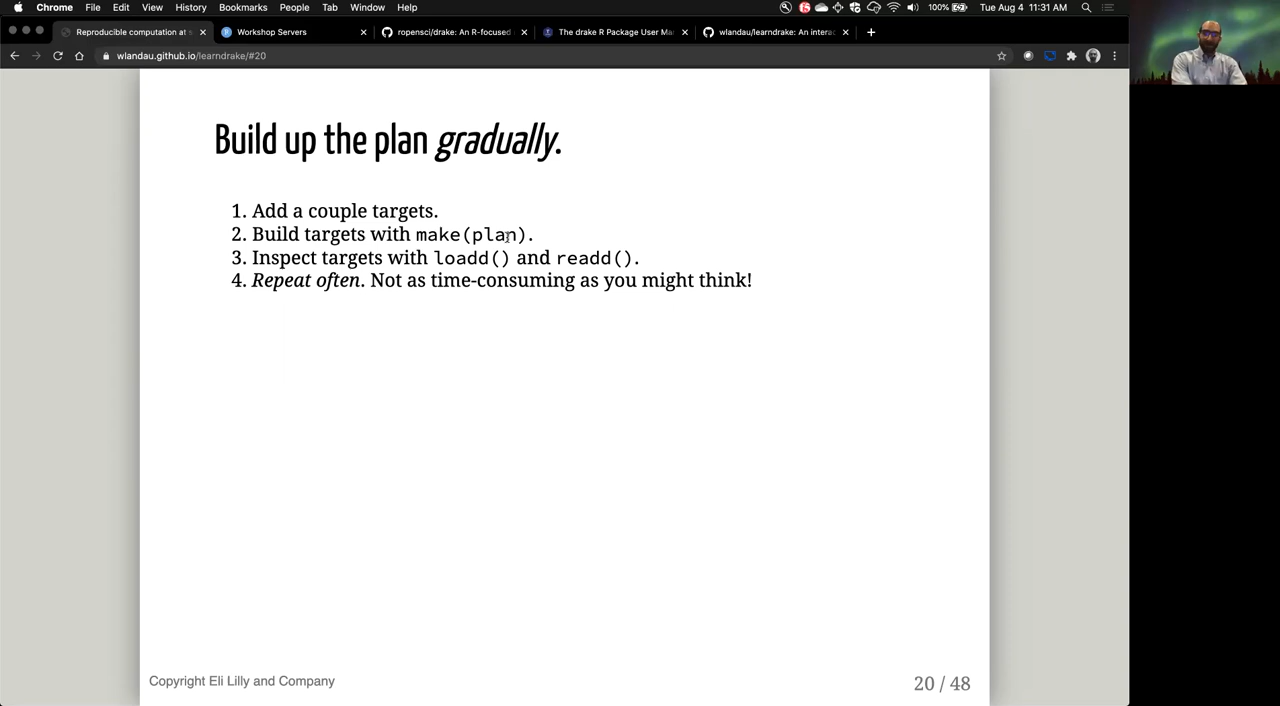 Chrome File Edit View History Bookmarks People Tab Window Help 100% Tue Aug 4 11:31 AM
Reproducible computation at Workshop Servers ropensci/drake: An R-focused The drake R Package User Ma wlandau/learndrake: An intera
wlandau.github.io/learndrake/#20
Build up the plan gradually.
1. Add a couple targets.
2. Build targets with make(plan).
3. Inspect targets with loadd() and readd().
4. Repeat often. Not as time-consuming as you might think!
Copyright Eli Lilly and Company
20 / 48